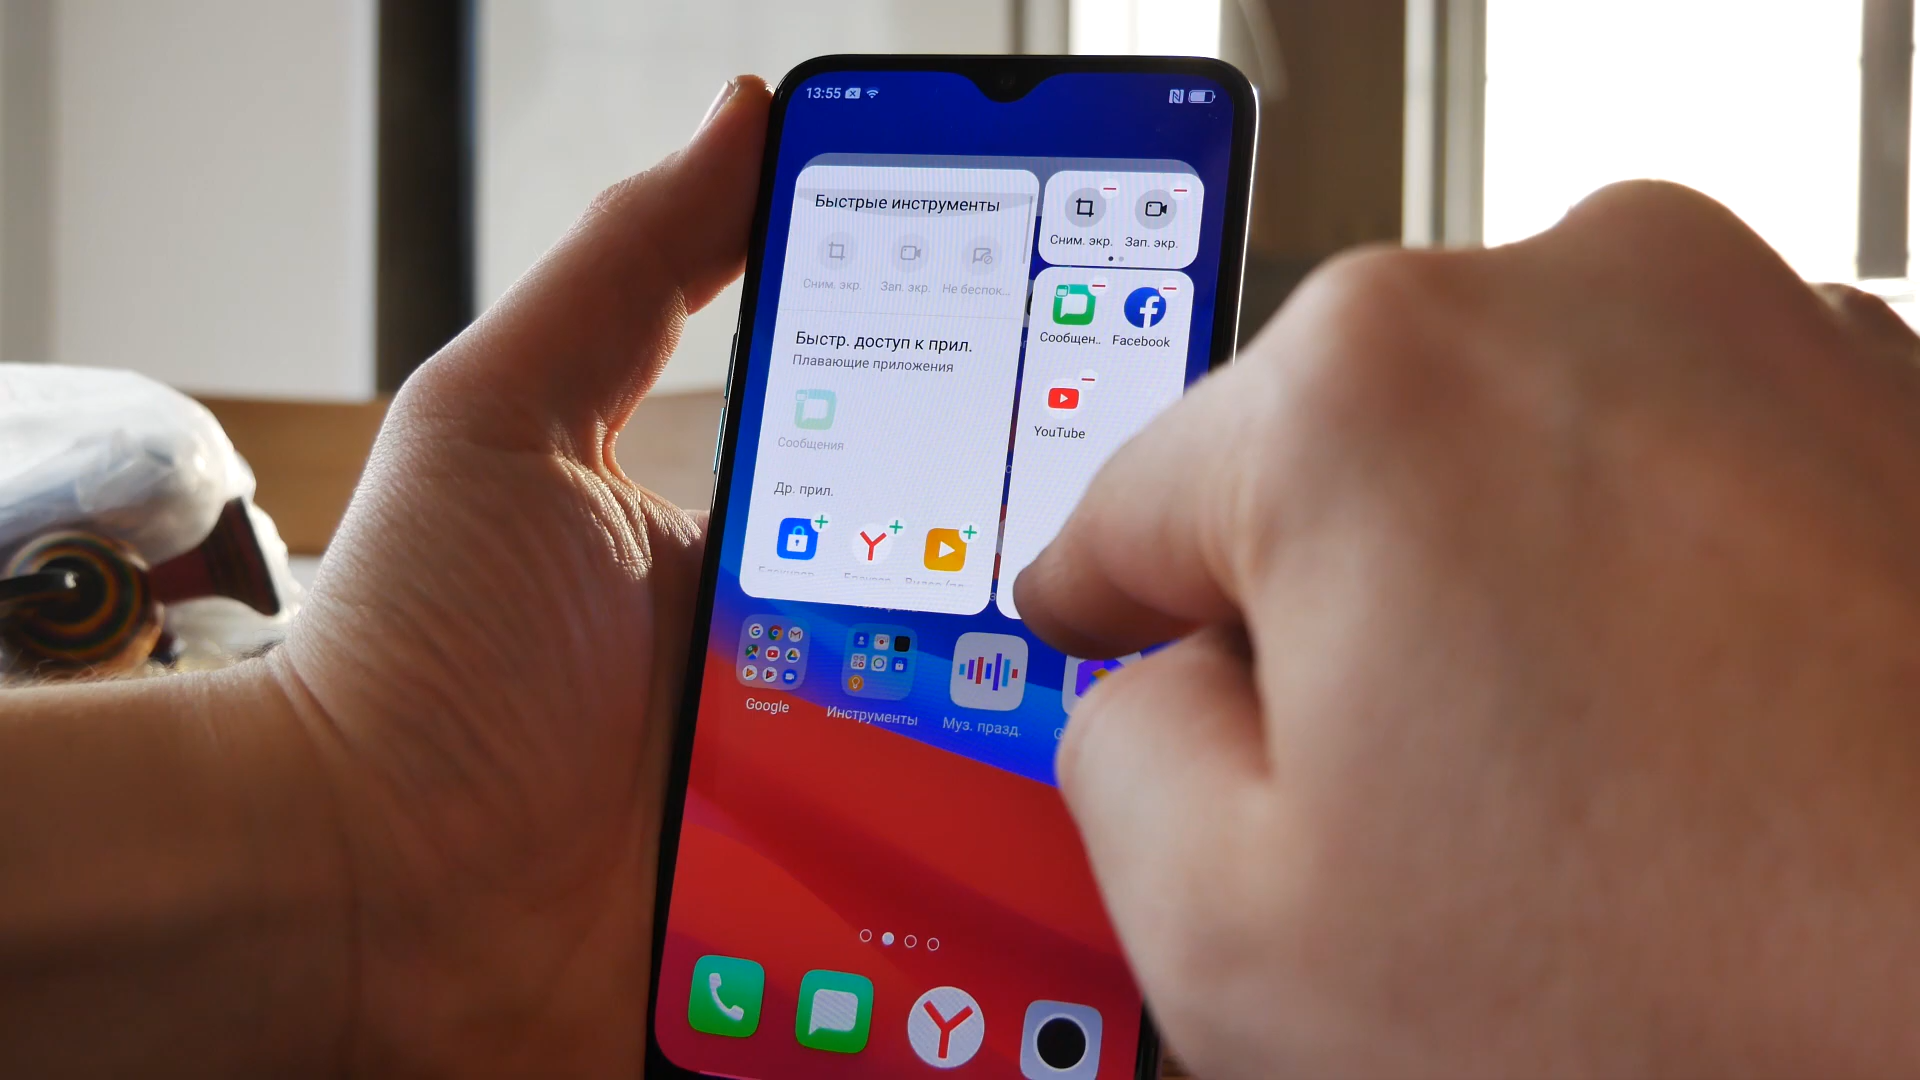 13:55
Быстрые инструменты
Сним. экр.
Зап. экр.
Не беспок...
Быстр. доступ к прил.
Плавающие приложения
Сообщения
Др. прил.
Сним. экр.
Зап. экр.
Сообщен..
Facebook
YouTube
Google
Инструменты
Муз. празд.